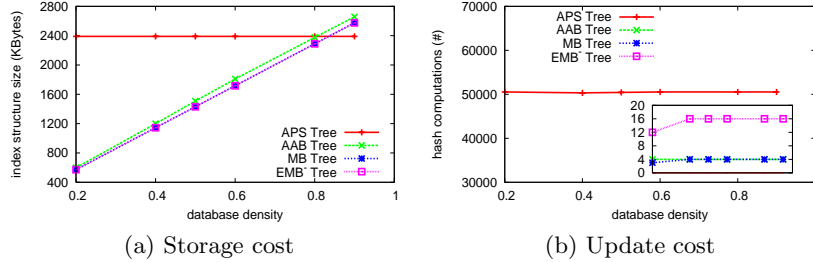 index structure size (KBytes)
2800
2400
2000
1600
1200
800
400
APS Tree
AAB Tree
MB Tree
EMB- Tree
0.2 0.4 0.6 0.8 1
database density
(a) Storage cost
hash computations (#)
70000
60000
50000
40000
30000
APS Tree
AAB Tree
MB Tree
EMB- Tree
20
16
12
8
4
0
0.2 0.4 0.6 0.8
database density
(b) Update cost